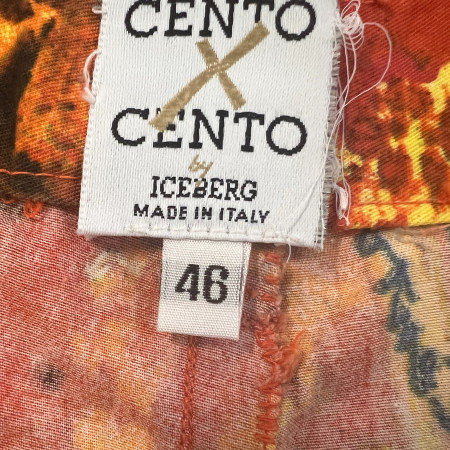 CENTO
X
CENTO
by
ICEBERG
MADE IN ITALY
46